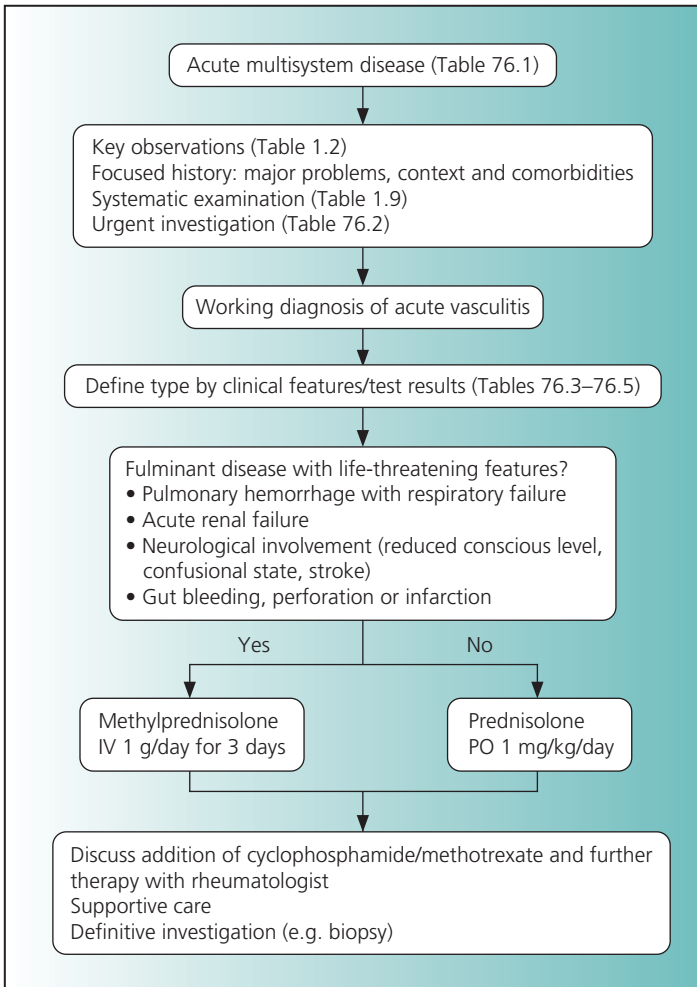 Acute multisystem disease (Table 76.1)
Key observations (Table 1.2)
Focused history: major problems, context and comorbidities
Systematic examination (Table 1.9)
Urgent investigation (Table 76.2)
Working diagnosis of acute vasculitis
Define type by clinical features/test results (Tables 76.3–76.5)
Fulminant disease with life-threatening features?
• Pulmonary hemorrhage with respiratory failure
• Acute renal failure
• Neurological involvement (reduced conscious level,
confusional state, stroke)
• Gut bleeding, perforation or infarction
Yes
No
Methylprednisolone
IV 1 g/day for 3 days
Prednisolone
PO 1 mg/kg/day
Discuss addition of cyclophosphamide/methotrexate and further
therapy with rheumatologist
Supportive care
Definitive investigation (e.g. biopsy)